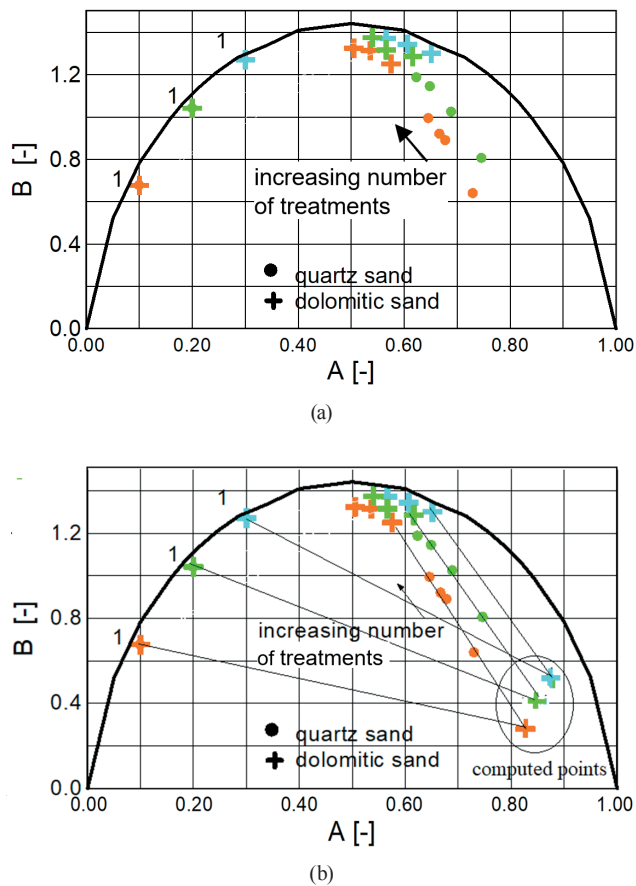 1
1
1
B [-]
1.2
0.8
0.4
0.0
increasing number
of treatments
quartz sand
dolomitic sand
0.00 0.20 0.40 0.60 0.80 1.00
A [-]
(a)
1
1
1
B [-]
1.2
0.8
0.4
0.0
increasing number
of treatments
quartz sand
dolomitic sand
computed points
0.00 0.20 0.40 0.60 0.80 1.00
A [-]
(b)